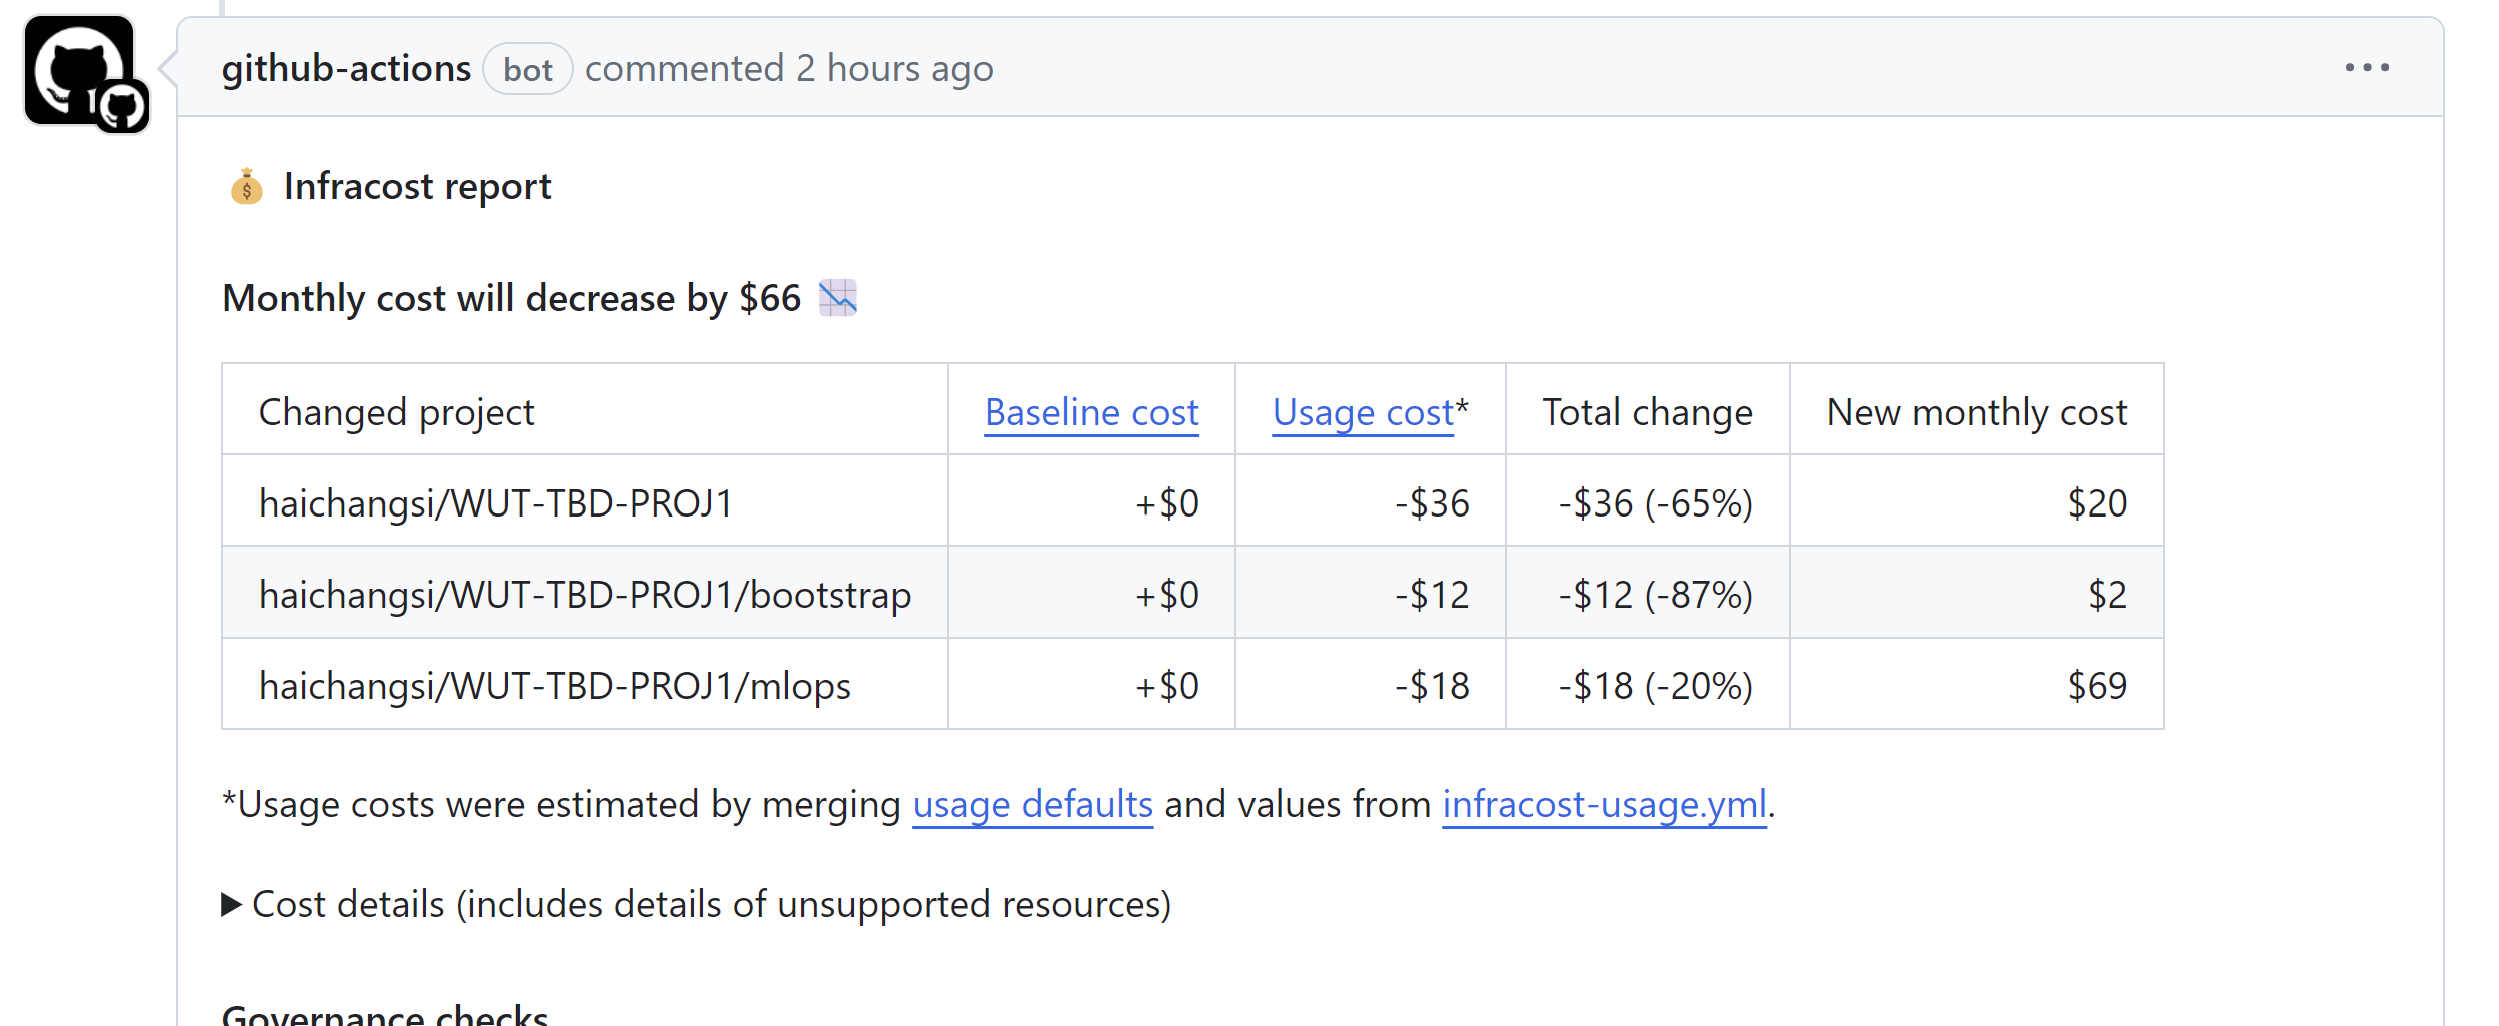 github-actions bot commented 2 hours ago
Infracost report
Monthly cost will decrease by $66
Changed project Baseline cost Usage cost* Total change New monthly cost
haichangsi/WUT-TBD-PROJ1 +$0 -$36 -$36 (-65%) $20
haichangsi/WUT-TBD-PROJ1/bootstrap +$0 -$12 -$12 (-87%) $2
haichangsi/WUT-TBD-PROJ1/mlops +$0 -$18 -$18 (-20%) $69
*Usage costs were estimated by merging usage defaults and values from infracost-usage.yml.
Cost details (includes details of unsupported resources)
Governance checks